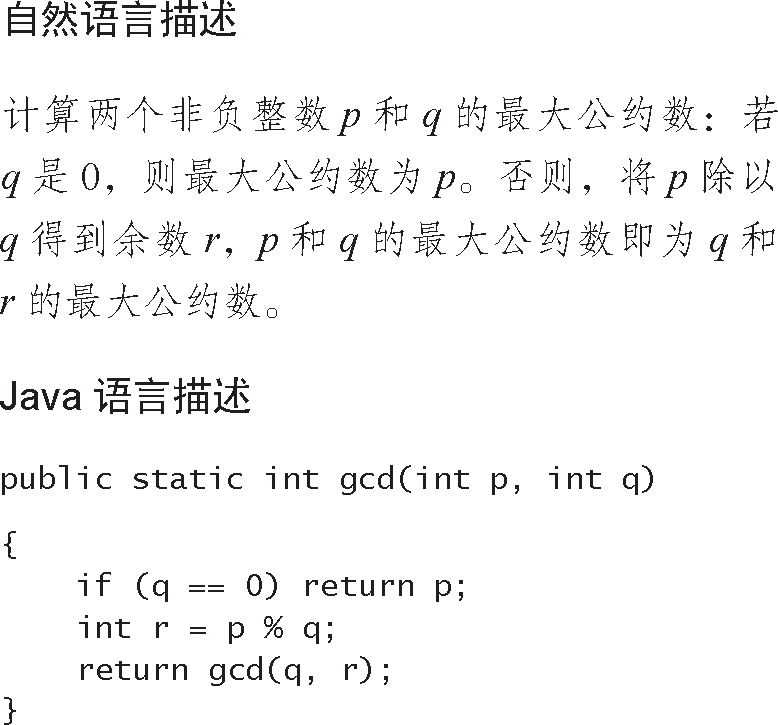 自然语言描述
计算两个非负整数 p 和 q 的最大公约数：若
q 是 0，则最大公约数为 p。否则，将 p 除以
q 得到余数 r，p 和 q 的最大公约数即为 q 和
r 的最大公约数。
Java 语言描述
public static int gcd(int p, int q)
{
    if (q == 0) return p;
    int r = p % q;
    return gcd(q, r);
}